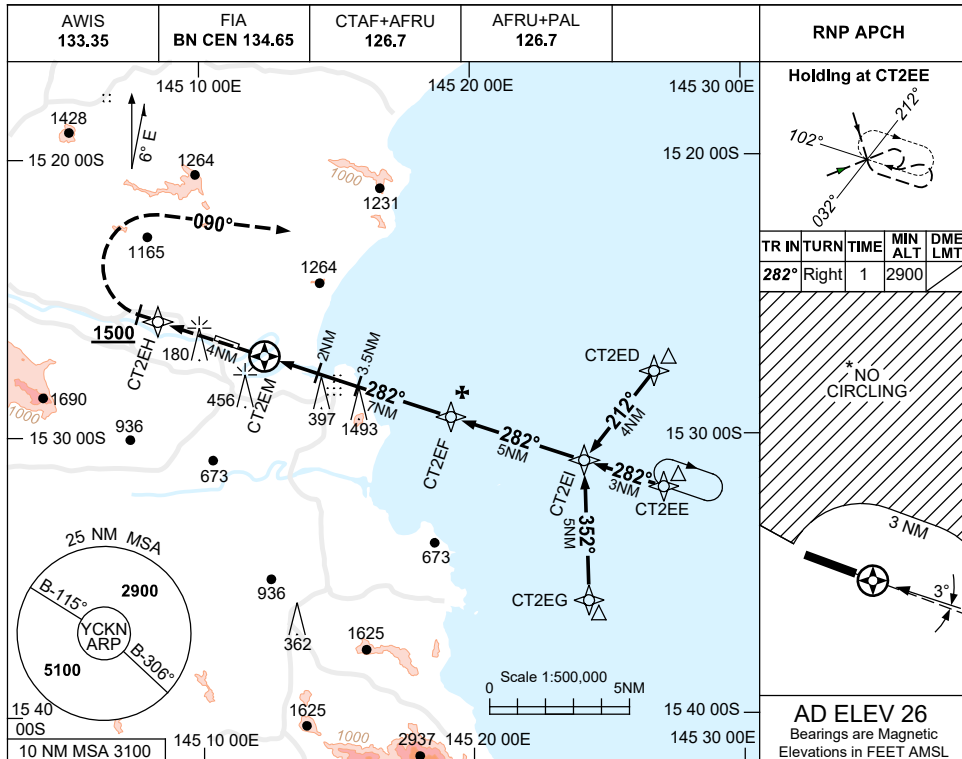 AWIS
133.35
FIA
BN CEN 134.65
CTAF+AFRU
126.7
AFRU+PAL
126.7
RNP APCH
145 10 00E
145 20 00E
145 30 00E
Holding at CT2EE
212°
102°
032°
TR IN
TURN
TIME
MIN ALT
DME LMT
282°
Right
1
2900
1428
6° E
15 20 00S
15 20 00S
1264
1000
1231
090°
1165
1264
1500
CT2EH
180
4NM
456
CT2EM
2NM
3.5NM
397
1493
282°
7NM
CT2EF
282°
5NM
CT2ED
212°
4NM
CT2EI
282°
3NM
CT2EE
352°
5NM
CT2EG
1690
1000
936
15 30 00S
15 30 00S
673
673
936
362
1625
1625
1000
2937
25 NM MSA
2900
B-115°
YCKN
ARP
B-306°
5100
Scale 1:500,000
0
5NM
* NO
CIRCLING
3 NM
3°
15 40
00S
15 40 00S
10 NM MSA 3100
145 10 00E
145 20 00E
145 30 00E
AD ELEV 26
Bearings are Magnetic
Elevations in FEET AMSL